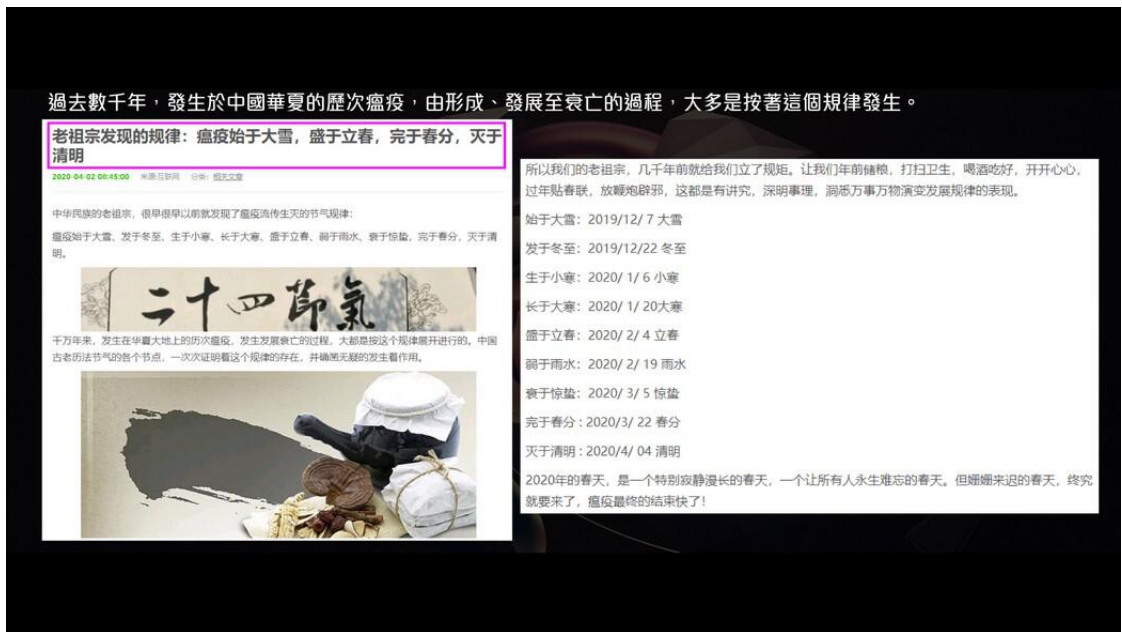 過去數千年，發生於中國華夏的歷次瘟疫，由形成、發展至衰亡的過程，大多是按著這個規律發生。
老祖宗发现的规律：瘟疫始于大雪，盛于立春，完于春分，灭于
清明
2020-04-02 00:45:00 来源:互联网 分类: 相关文章
中华民族的老祖宗，很早很早以前就发现了瘟疫流传生灭的节气规律：
瘟疫始于大雪、发于冬至、生于小寒、长于大寒、盛于立春、弱于雨水、衰于惊蛰，完于春分，灭于清
明。
二十四节氣
千万年来，发生在华夏大地上的历次瘟疫，发生发展衰亡的过程，大都是按这个规律展开进行的。中国
古老历法节气的各个节点，一次次证明着这个规律的存在，并确凿无疑的发生着作用。
所以我们的老祖宗，几千年前就给我们立了规矩。让我们年前储粮，打扫卫生，喝酒吃好，开开心心，
过年贴春联，放鞭炮辟邪，这都是有讲究，深明事理，洞悉万事万物演变发展规律的表现。
始于大雪：2019/12/ 7 大雪
发于冬至：2019/12/22 冬至
生于小寒：2020/ 1/ 6 小寒
长于大寒：2020/ 1/ 20大寒
盛于立春：2020/ 2/ 4 立春
弱于雨水：2020/ 2/ 19 雨水
衰于惊蛰：2020/ 3/ 5 惊蛰
完于春分 : 2020/3/ 22 春分
灭于清明 : 2020/4/ 04 清明
2020年的春天，是一个特别寂静漫长的春天，一个让所有人永生难忘的春天。但姗姗来迟的春天，终究
就要来了，瘟疫最终的结束快了!